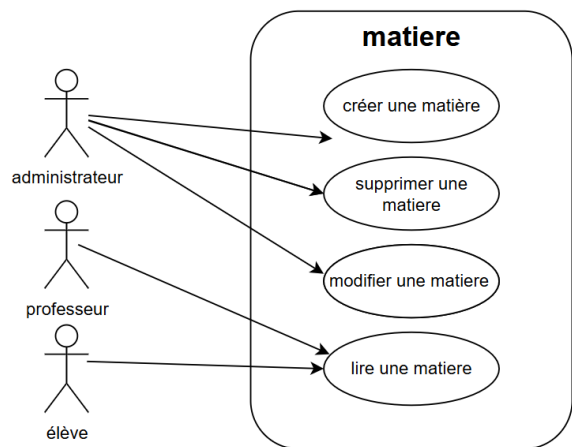 matiere
créer une matière
administrateur
supprimer une
matiere
professeur
modifier une matiere
élève
lire une matiere